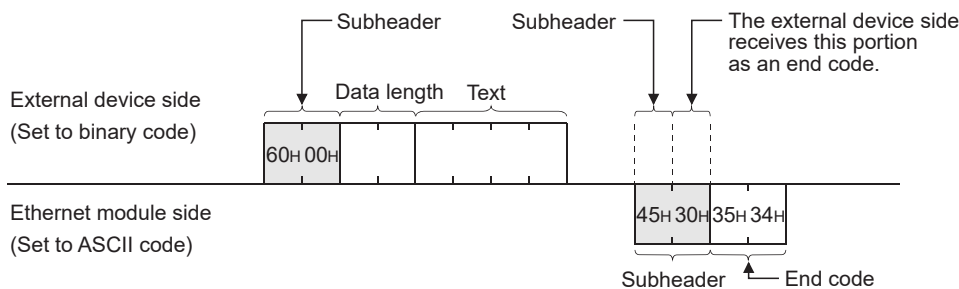 Subheader
Subheader
The external device side
receives this portion
as an end code.
Data length
Text
External device side
(Set to binary code)
60H 00H
Ethernet module side
(Set to ASCII code)
45H 30H 35H 34H
Subheader
End code